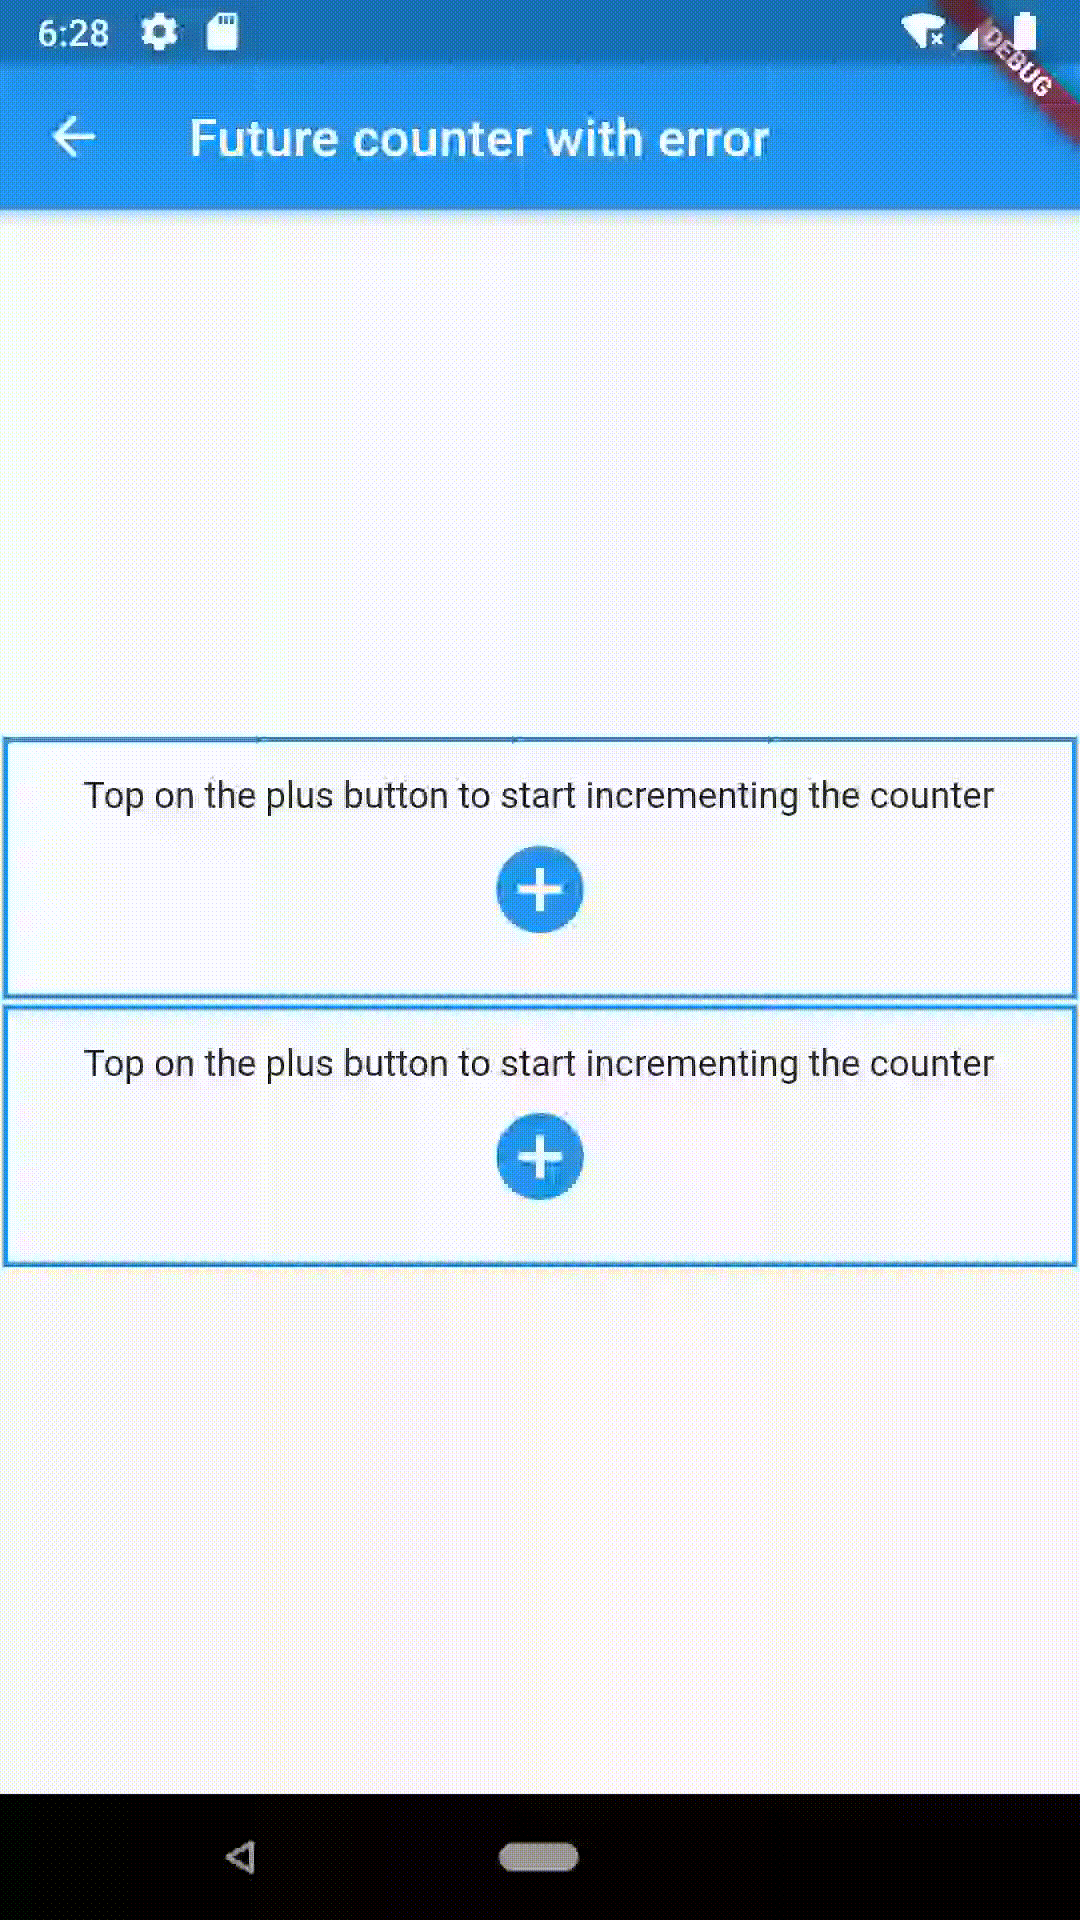 6:28
DEBUG
Future counter with error
Top on the plus button to start incrementing the counter
Top on the plus button to start incrementing the counter